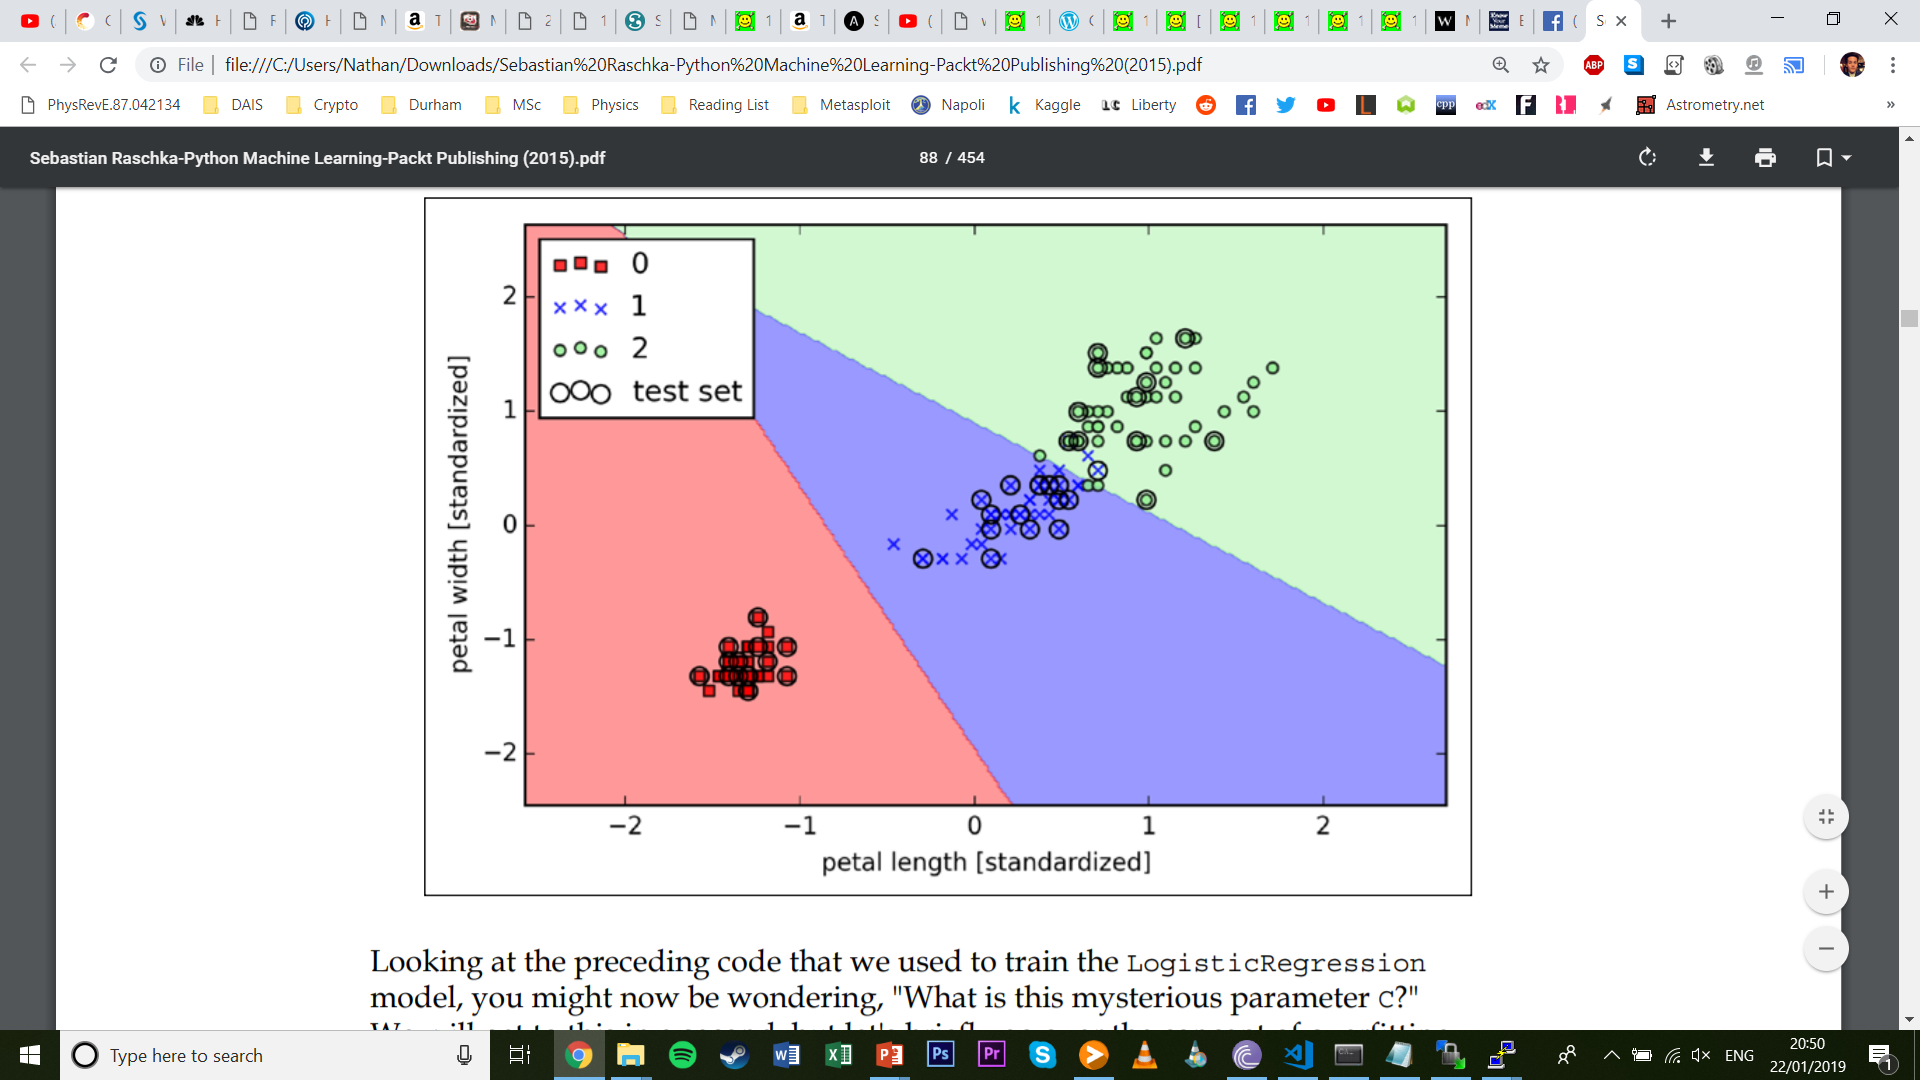 File
file:///C:/Users/Nathan/Downloads/Sebastian%20Raschka-Python%20Machine%20Learning-Packt%20Publishing%20(2015).pdf
ABP
PhysRevE.87.042134 DAIS Crypto Durham MSc Physics Reading List Metasploit Napoli Kaggle LC Liberty cpp edX Astrometry.net »
Sebastian Raschka-Python Machine Learning-Packt Publishing (2015).pdf 88 / 454
0
1
2
test set
2
1
0
−1
−2
petal width [standardized]
−2 −1 0 1 2
petal length [standardized]
Looking at the preceding code that we used to train the LogisticRegression
model, you might now be wondering, "What is this mysterious parameter C?"
Type here to search
ENG
20:50
22/01/2019
1